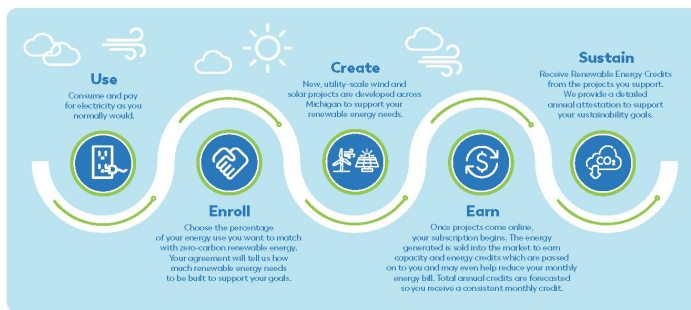 Use
Consume and pay
for electricity as you
normally would.
Enroll
Choose the percentage
of your energy use you want to match
with zero-carbon renewable energy.
Your agreement will tell us how
much renewable energy needs
to be built to support your goals.
Create
New, utility-scale wind and
solar projects are developed across
Michigan to support your
renewable energy needs.
Earn
Once projects come online,
your subscription begins. The energy
generated is sold into the market to earn
capacity and energy credits which are passed
on to you and may even help reduce your monthly
energy bill. Total annual credits are forecasted
so you receive a consistent monthly credit.
$
Sustain
Receive Renewable Energy Credits
from the projects you support.
We provide a detailed
annual attestation to support
your sustainability goals.
CO2